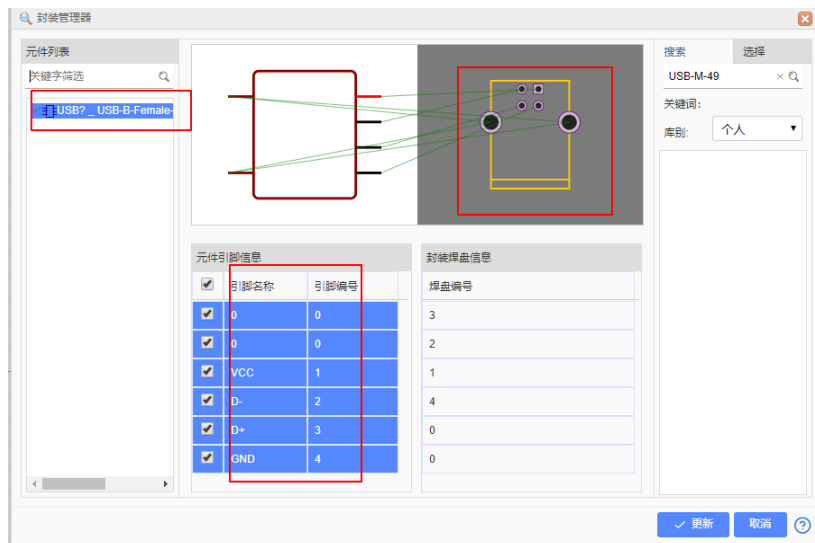 封装管理器
元件列表
关键字筛选
USB? _ USB-B-Female-
搜索 选择
USB-M-49
关键词:
库别: 个人
元件引脚信息
引脚名称 引脚编号
0 0
0 0
VCC 1
D- 2
D+ 3
GND 4
封装焊盘信息
焊盘编号
3
2
1
4
0
0
更新 取消